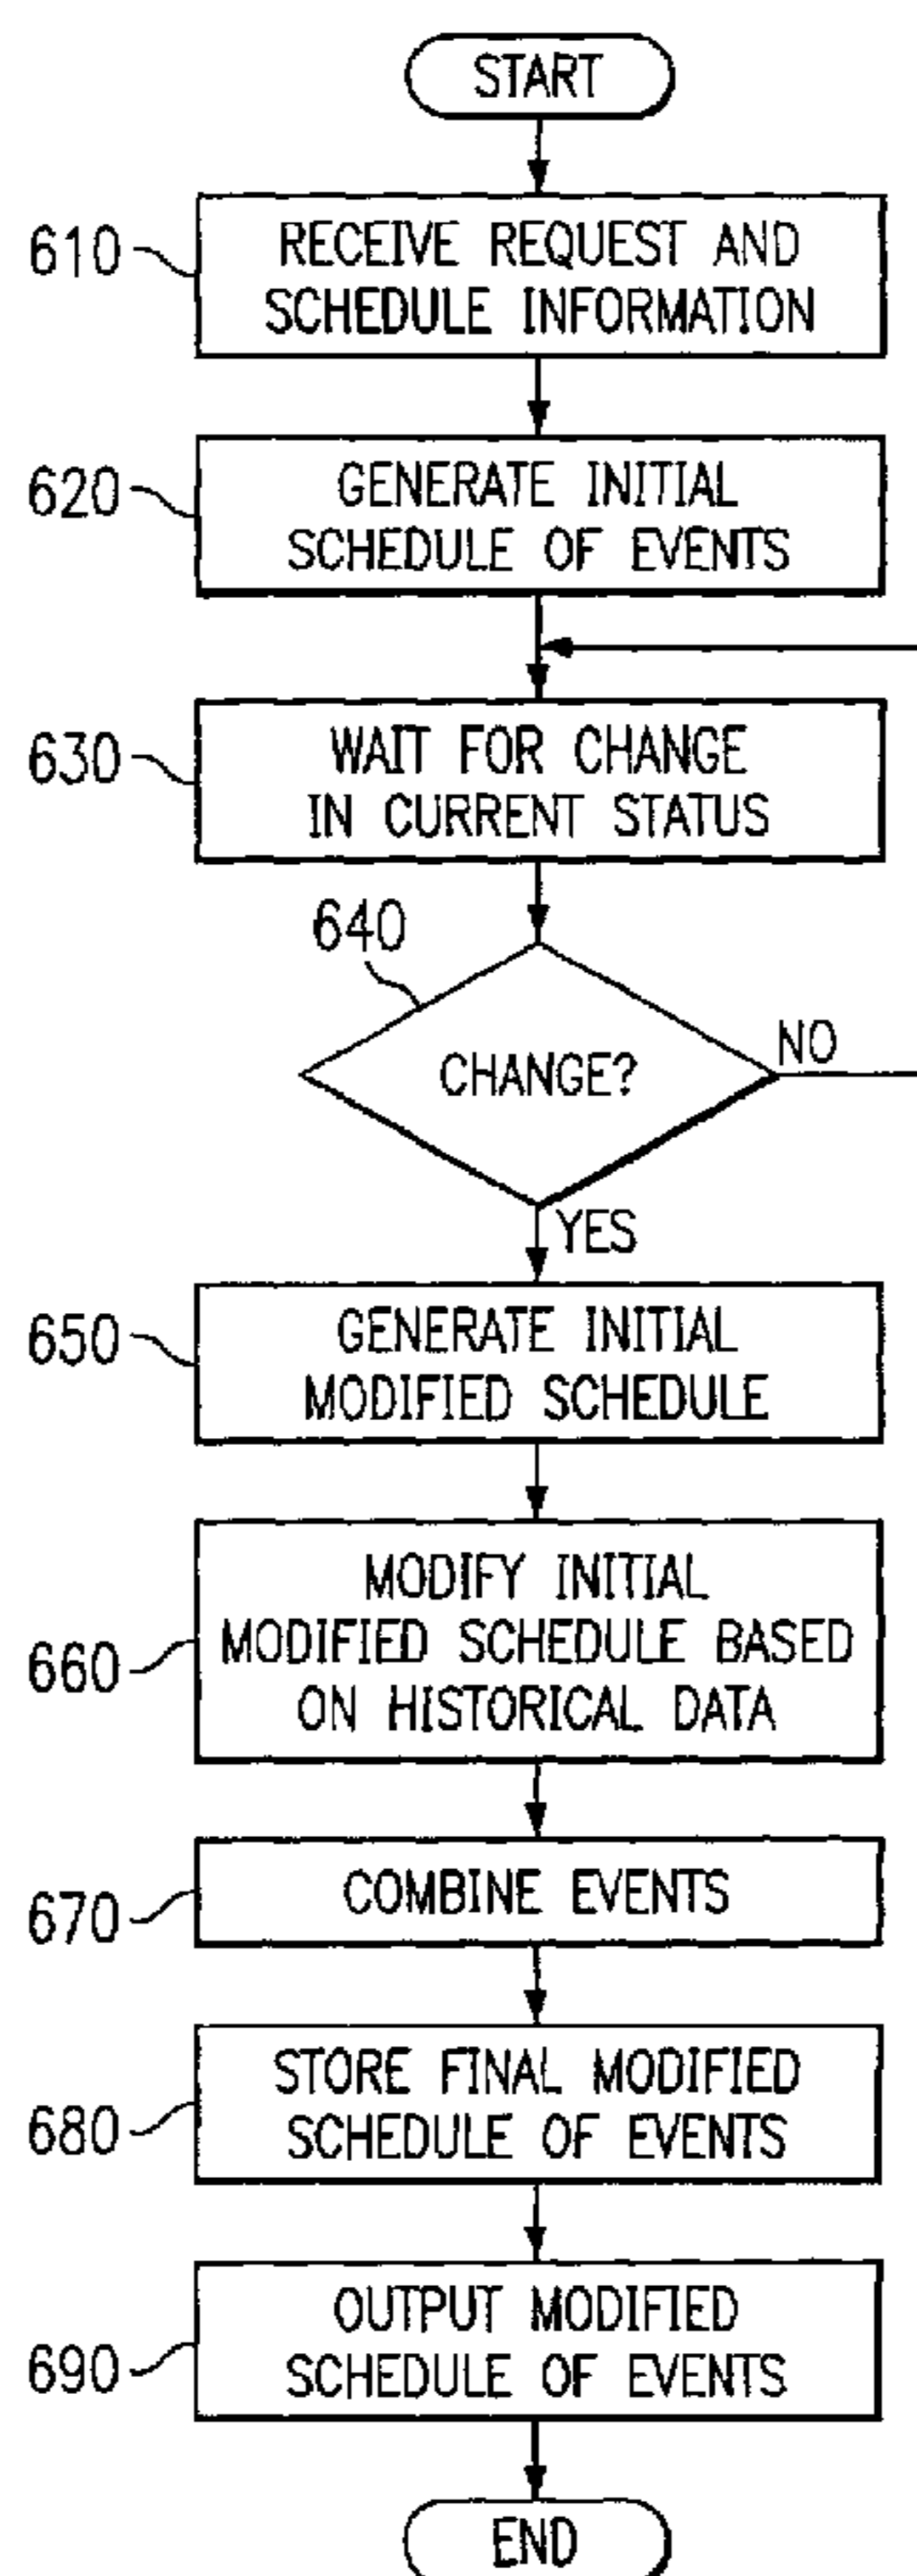 START
610
RECEIVE REQUEST AND
SCHEDULE INFORMATION
620
GENERATE INITIAL
SCHEDULE OF EVENTS
630
WAIT FOR CHANGE
IN CURRENT STATUS
640
CHANGE?
NO
YES
650
GENERATE INITIAL
MODIFIED SCHEDULE
660
MODIFY INITIAL
MODIFIED SCHEDULE BASED
ON HISTORICAL DATA
670
COMBINE EVENTS
680
STORE FINAL MODIFIED
SCHEDULE OF EVENTS
690
OUTPUT MODIFIED
SCHEDULE OF EVENTS
END